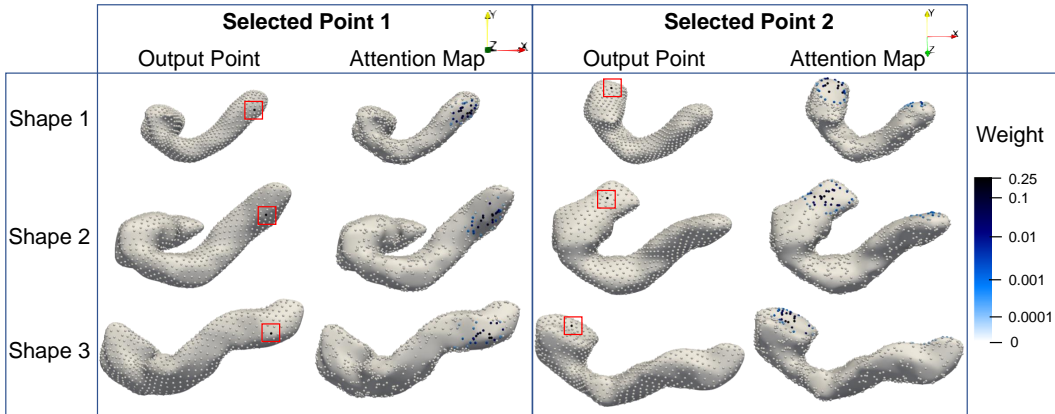 Selected Point 1
Y
Z
X
Selected Point 2
Y
X
Z
Output Point
Attention Map
Output Point
Attention Map
Shape 1
Shape 2
Shape 3
Weight
0.25
0.1
0.01
0.001
0.0001
0